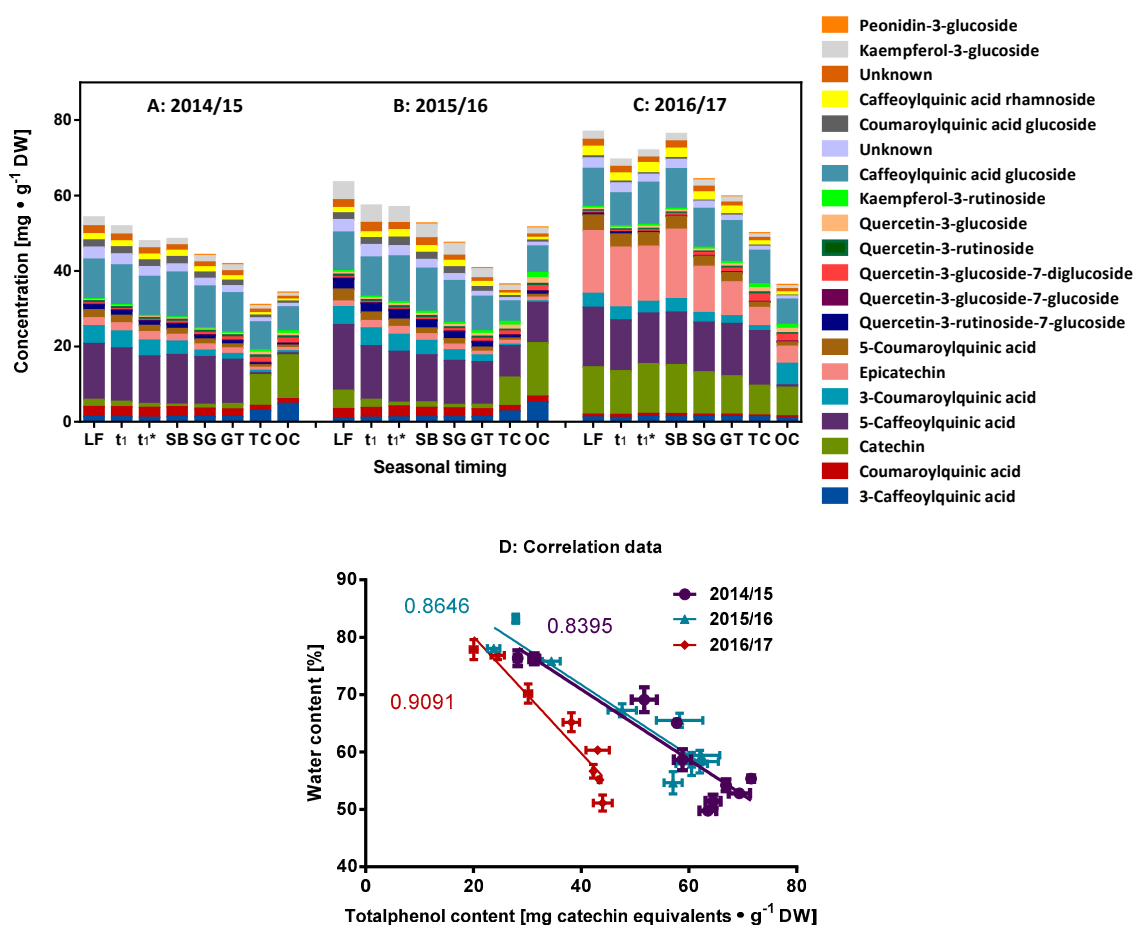 Peonidin-3-glucoside
Kaempferol-3-glucoside
Unknown
Caffeoylquinic acid rhamnoside
Coumaroylquinic acid glucoside
Unknown
Caffeoylquinic acid glucoside
Kaempferol-3-rutinoside
Quercetin-3-glucoside
Quercetin-3-rutinoside
Quercetin-3-glucoside-7-diglucoside
Quercetin-3-glucoside-7-glucoside
Quercetin-3-rutinoside-7-glucoside
5-Coumaroylquinic acid
Epicatechin
3-Coumaroylquinic acid
5-Caffeoylquinic acid
Catechin
Coumaroylquinic acid
3-Caffeoylquinic acid
Concentration [mg • g-1 DW]
80
60
40
20
0
A: 2014/15 B: 2015/16 C: 2016/17
LF t1 t1* SB SG GT TC OC LF t1 t1* SB SG GT TC OC LF t1 t1* SB SG GT TC OC
Seasonal timing
D: Correlation data
Water content [%]
90
80
70
60
50
40
0.8646
0.8395
0.9091
2014/15
2015/16
2016/17
0 20 40 60 80
Totalphenol content [mg catechin equivalents • g-1 DW]